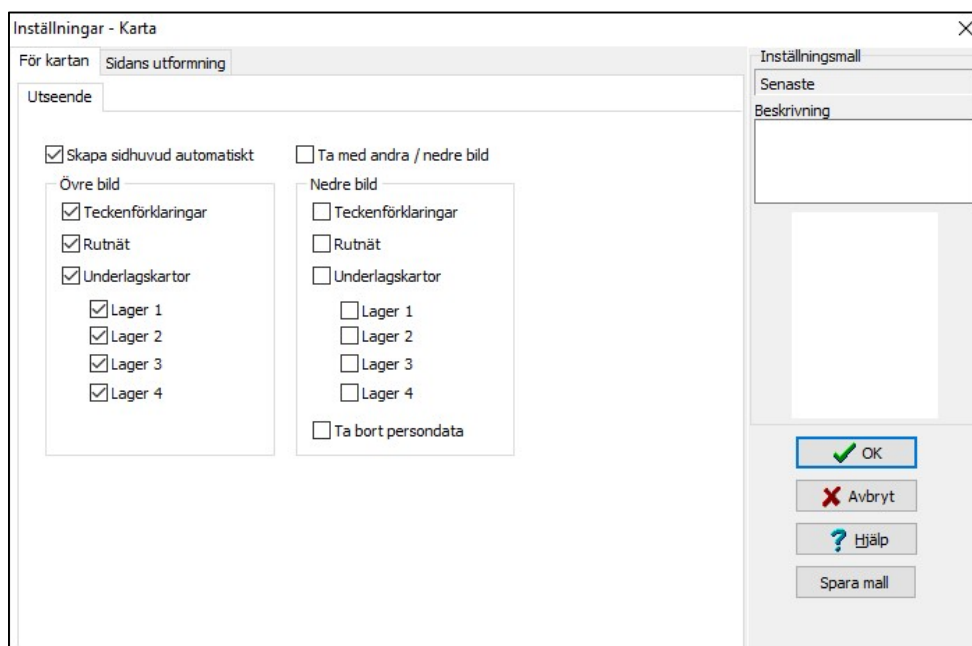 Inställningar - Karta
För kartan
Sidans utformning
Utseende
Skapa sidhuvud automatiskt
Övre bild
Teckenförklaringar
Rutnät
Underlagskartor
Lager 1
Lager 2
Lager 3
Lager 4
Ta med andra / nedre bild
Nedre bild
Teckenförklaringar
Rutnät
Underlagskartor
Lager 1
Lager 2
Lager 3
Lager 4
Ta bort persondata
Inställningsmall
Senaste
Beskrivning
OK
Avbryt
Hjälp
Spara mall